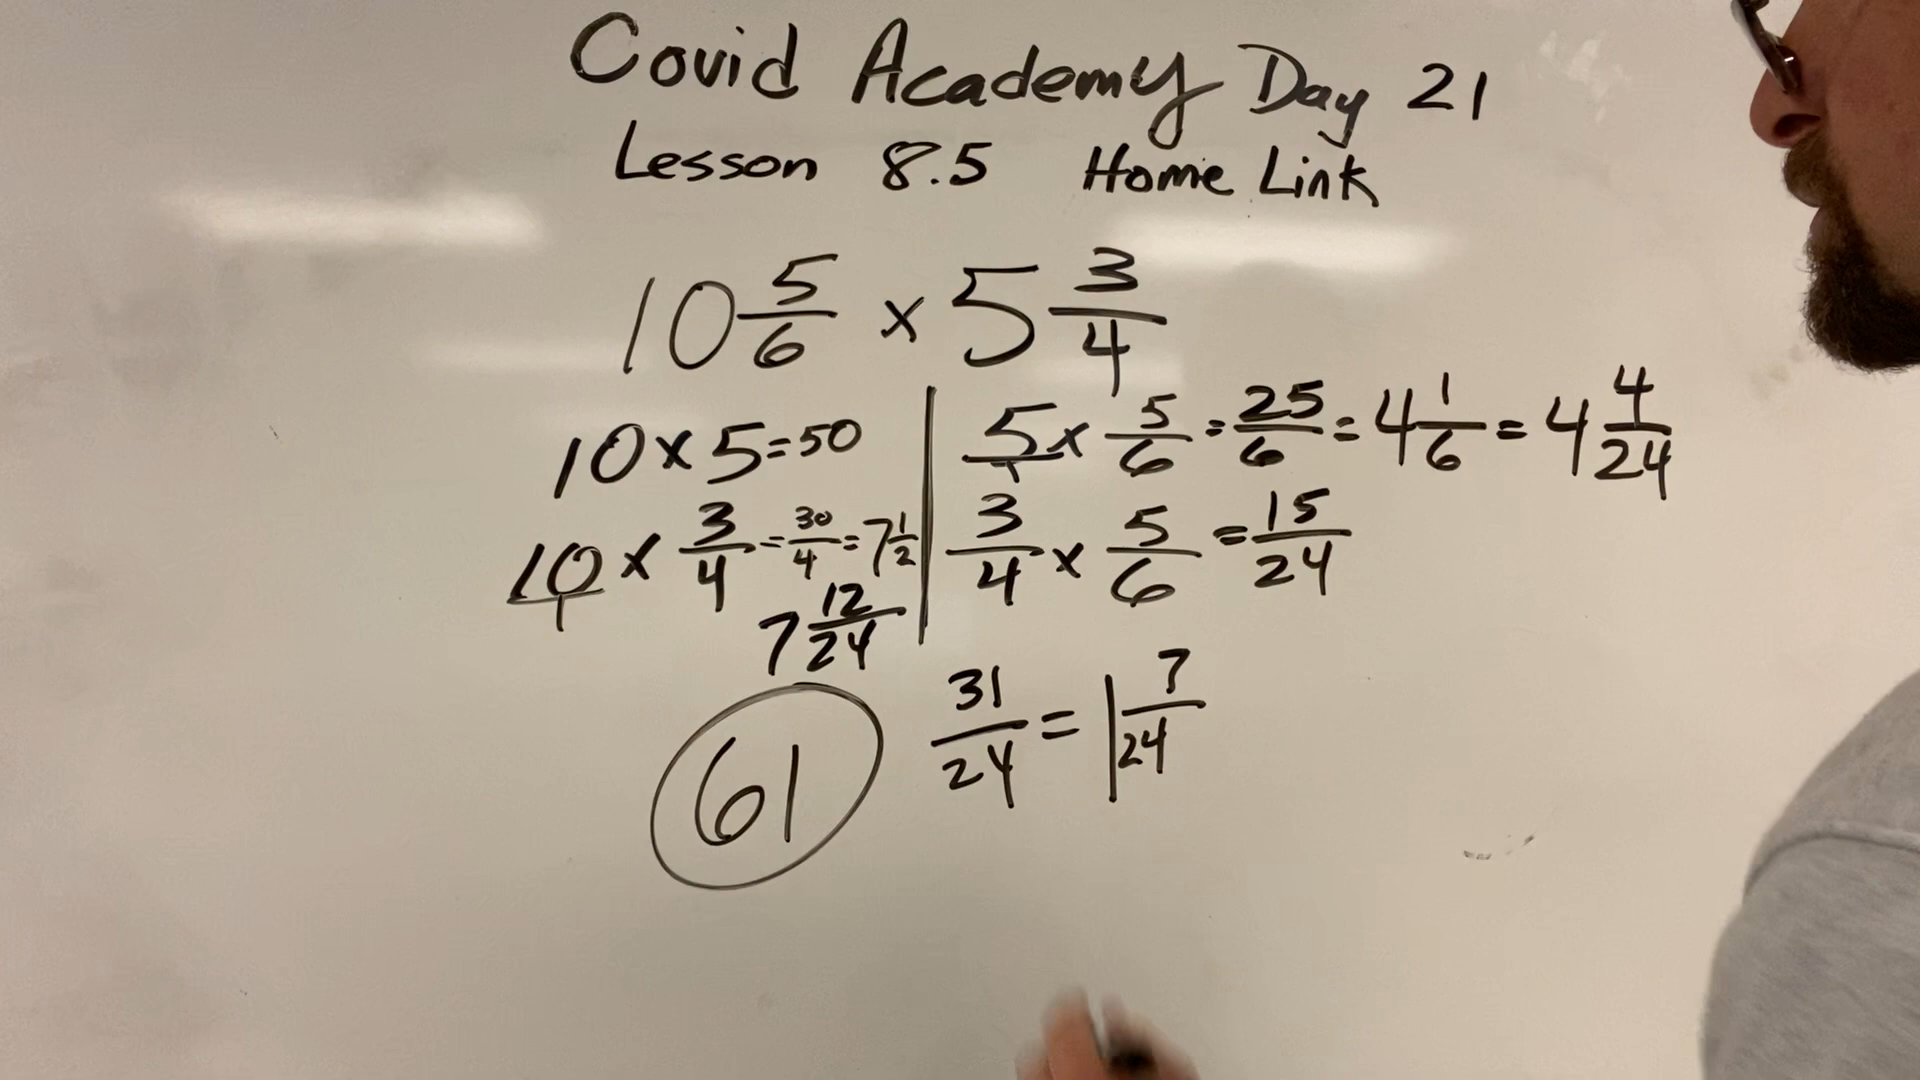 Covid Academy Day 21
Lesson 8.5 Home Link
10 5/6 x 5 3/4
10 x 5 = 50
10/1 x 3/4 = 30/4 = 7 1/2
7 12/24
5/1 x 5/6 = 25/6 = 4 1/6 = 4 4/24
3/4 x 5/6 = 15/24
61
31/24 = 1 7/24